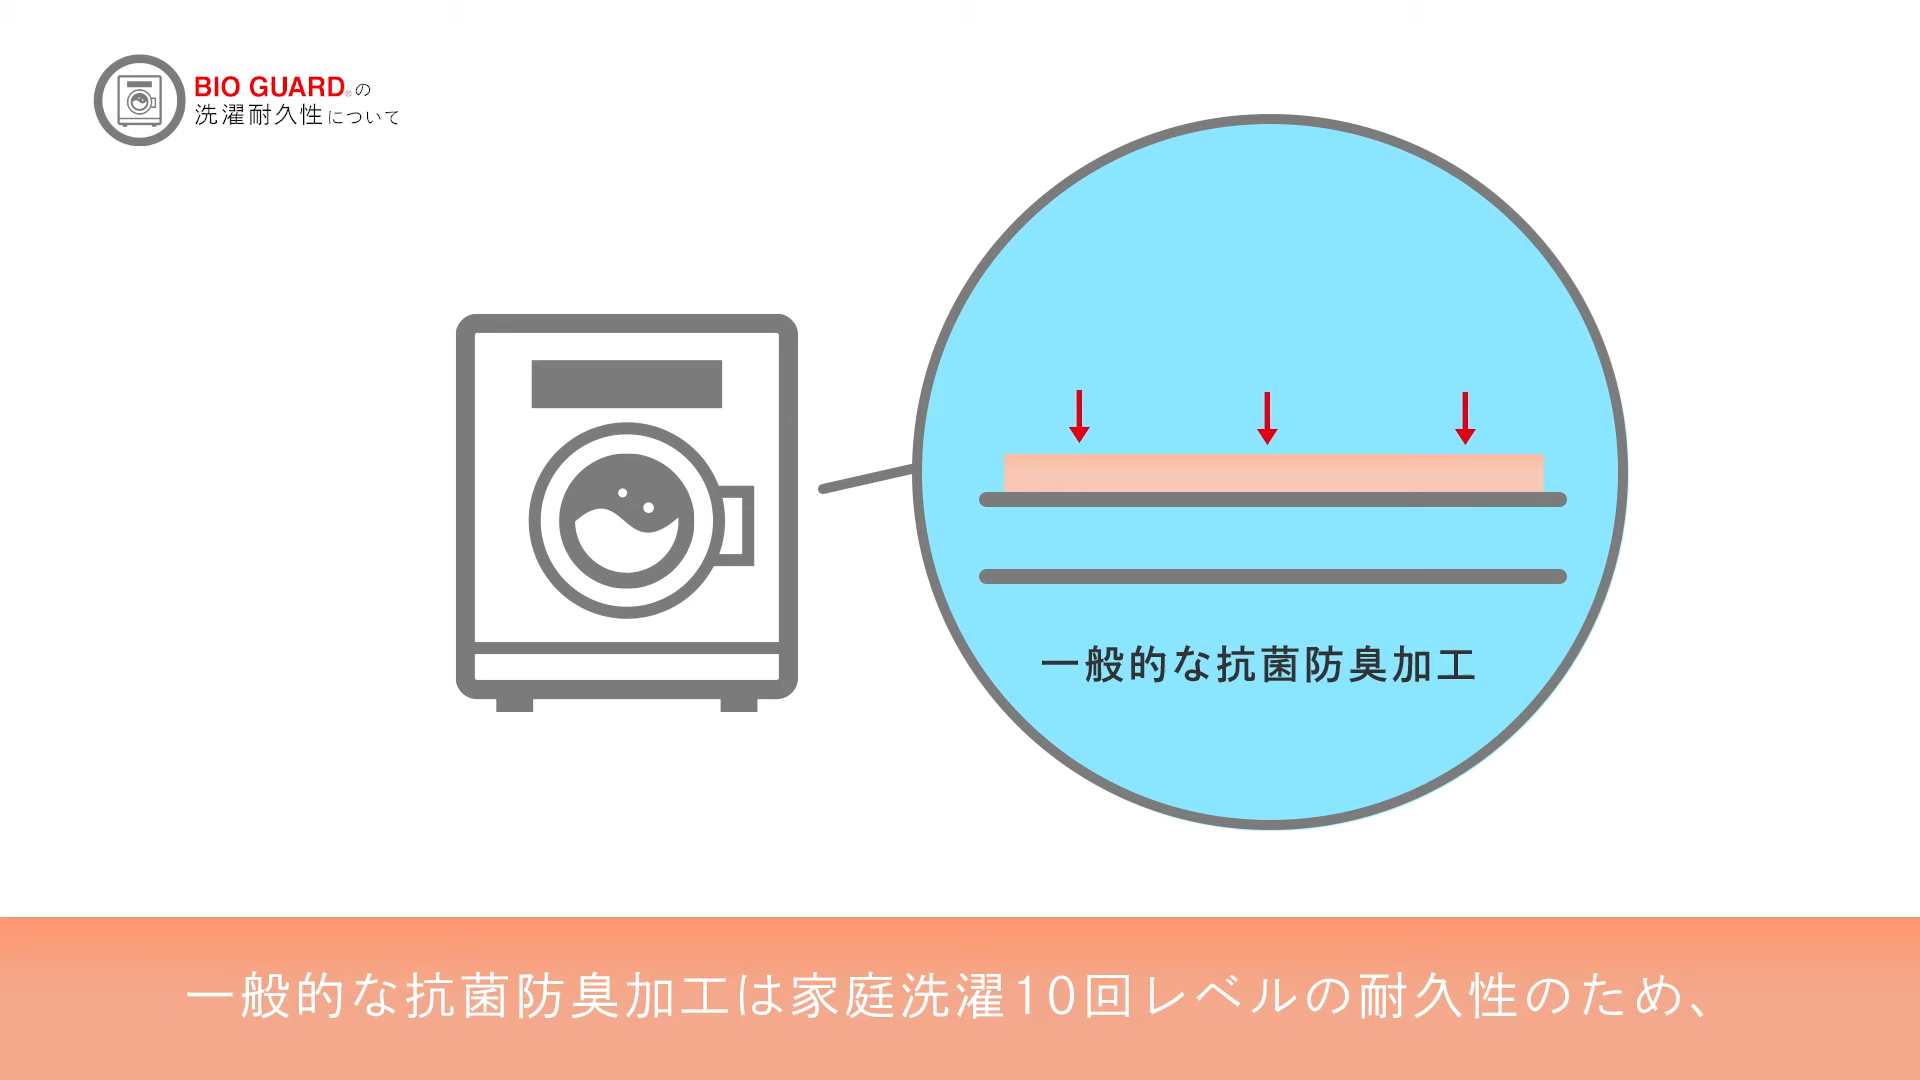 BIO GUARD®の
洗濯耐久性について
一般的な抗菌防臭加工
一般的な抗菌防臭加工は家庭洗濯10回レベルの耐久性のため、